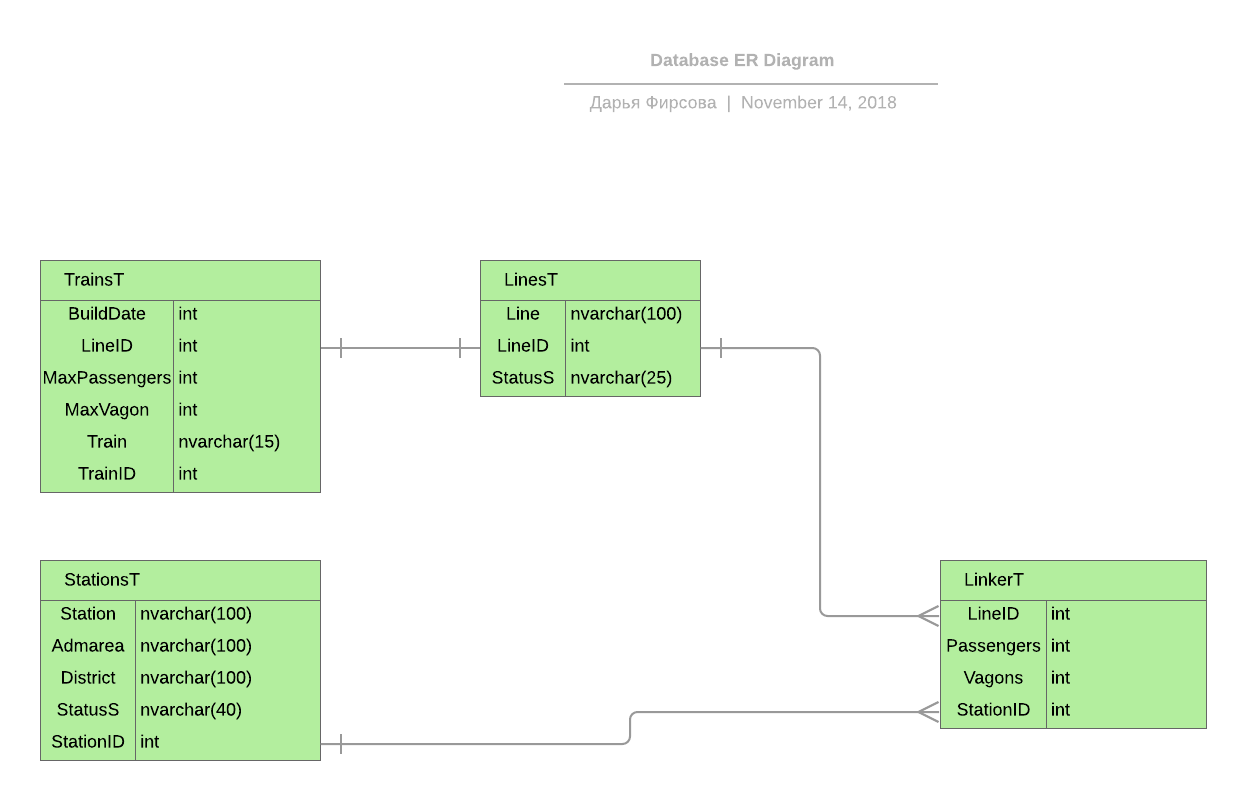 Database ER Diagram
Дарья Фирсова | November 14, 2018
TrainsT
BuildDate int
LineID int
MaxPassengers int
MaxVagon int
Train nvarchar(15)
TrainID int
LinesT
Line nvarchar(100)
LineID int
StatusS nvarchar(25)
StationsT
Station nvarchar(100)
Admarea nvarchar(100)
District nvarchar(100)
StatusS nvarchar(40)
StationID int
LinkerT
LineID int
Passengers int
Vagons int
StationID int